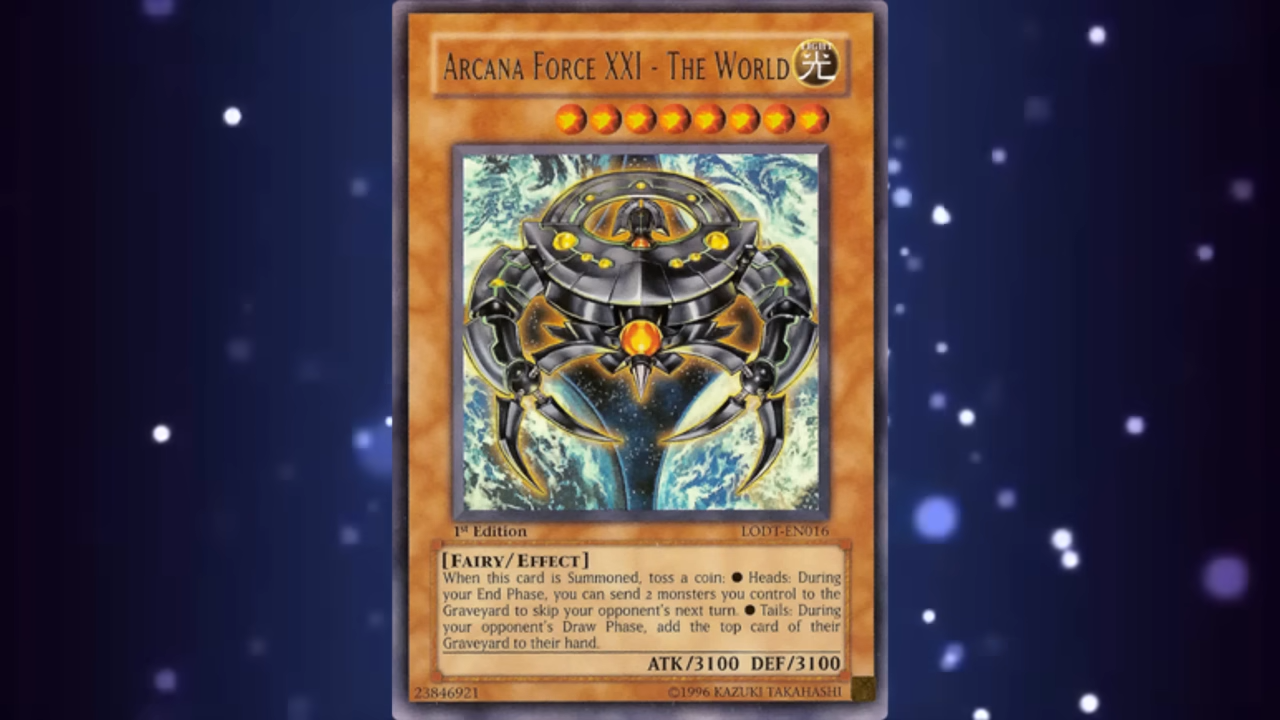 ARCANA FORCE XXI - THE WORLD
LIGHT
光
1st Edition
LODT-EN016
[FAIRY/EFFECT]
When this card is Summoned, toss a coin: ● Heads: During
your End Phase, you can send 2 monsters you control to the
Graveyard to skip your opponent's next turn. ● Tails: During
your opponent's Draw Phase, add the top card of their
Graveyard to their hand.
ATK/3100 DEF/3100
23846921
©1996 KAZUKI TAKAHASHI